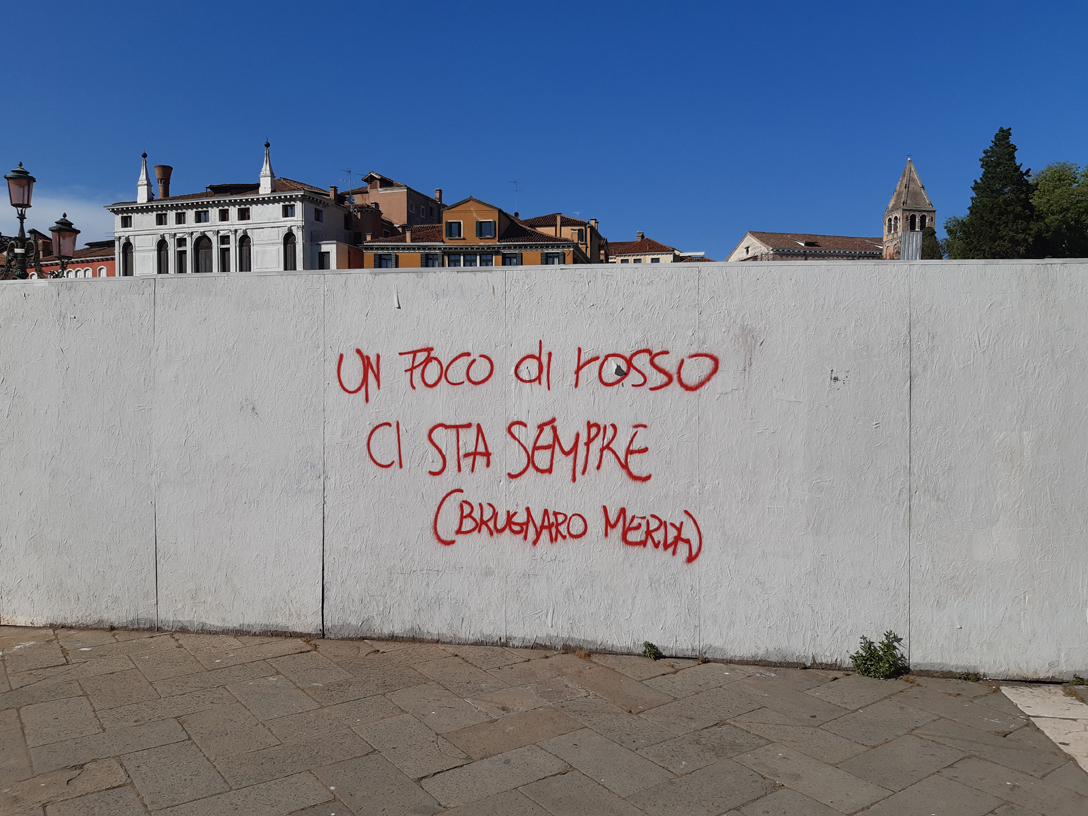 UN POCO di rosso
CI STA SEMPRE
(BRUGNARO MERDA)